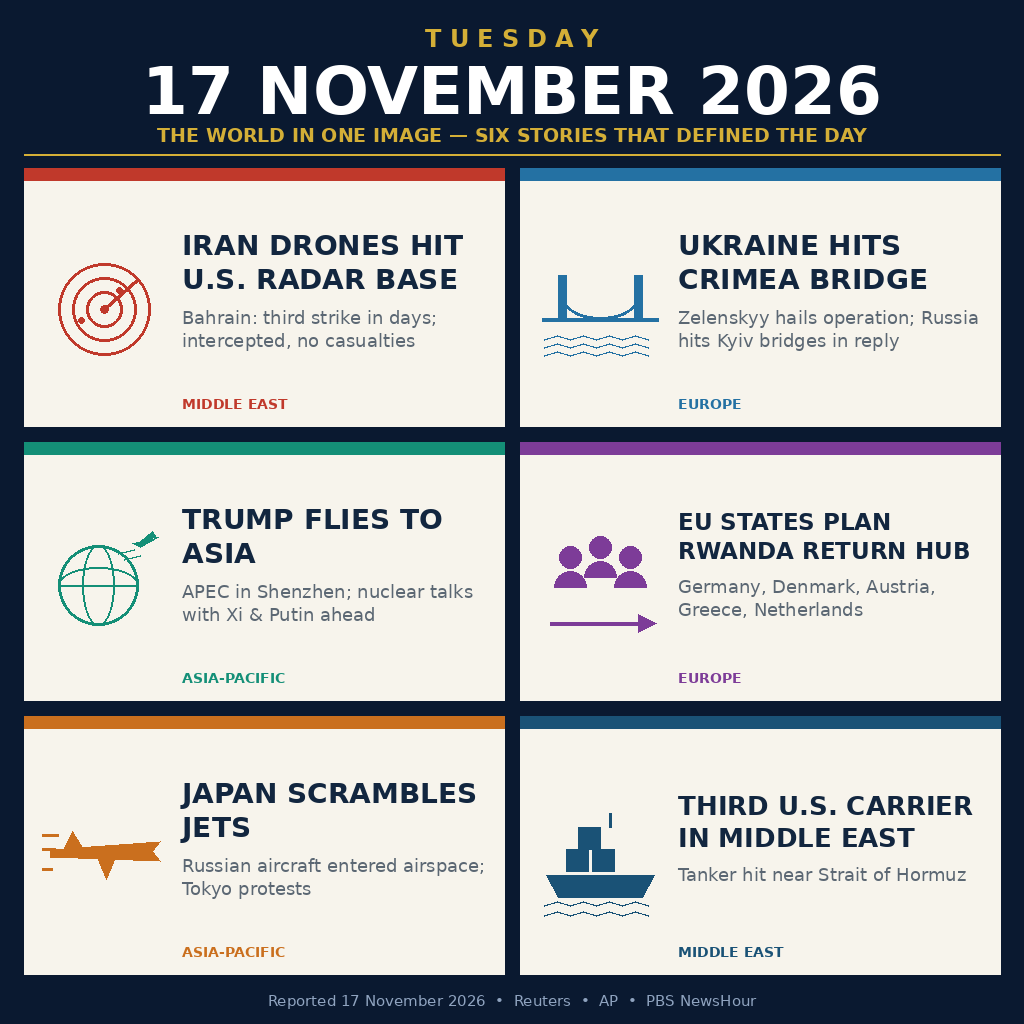 TUESDAY
17 NOVEMBER 2026
THE WORLD IN ONE IMAGE — SIX STORIES THAT DEFINED THE DAY
IRAN DRONES HIT
U.S. RADAR BASE
Bahrain: third strike in days;
intercepted, no casualties
MIDDLE EAST
UKRAINE HITS
CRIMEA BRIDGE
Zelenskyy hails operation; Russia
hits Kyiv bridges in reply
EUROPE
TRUMP FLIES TO
ASIA
APEC in Shenzhen; nuclear talks
with Xi & Putin ahead
ASIA-PACIFIC
EU STATES PLAN
RWANDA RETURN HUB
Germany, Denmark, Austria,
Greece, Netherlands
EUROPE
JAPAN SCRAMBLES
JETS
Russian aircraft entered airspace;
Tokyo protests
ASIA-PACIFIC
THIRD U.S. CARRIER
IN MIDDLE EAST
Tanker hit near Strait of Hormuz
MIDDLE EAST
Reported 17 November 2026 • Reuters • AP • PBS NewsHour